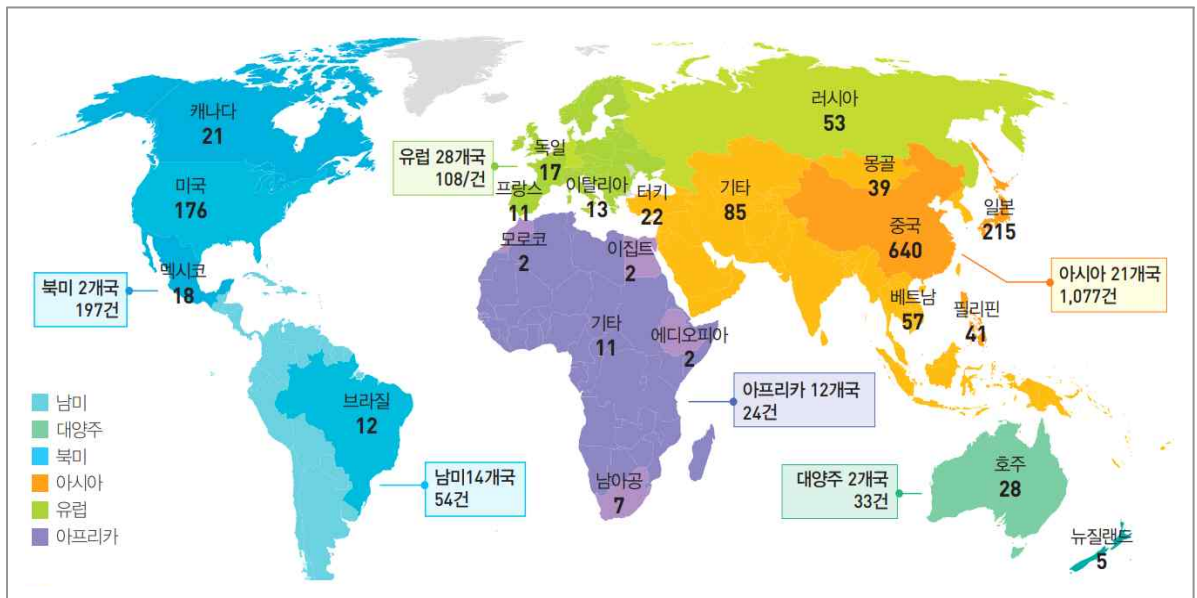 캐나다
21
미국
176
멕시코
18
북미 2개국
197건
브라질
12
남미14개국
54건
유럽 28개국
108/건
독일
17
프랑스
11
이탈리아
13
터키
22
러시아
53
기타
85
몽골
39
중국
640
일본
215
베트남
57
필리핀
41
아시아 21개국
1,077건
모로코
2
이집트
2
기타
11
에디오피아
2
남아공
7
아프리카 12개국
24건
대양주 2개국
33건
호주
28
뉴질랜드
5
남미
대양주
북미
아시아
유럽
아프리카